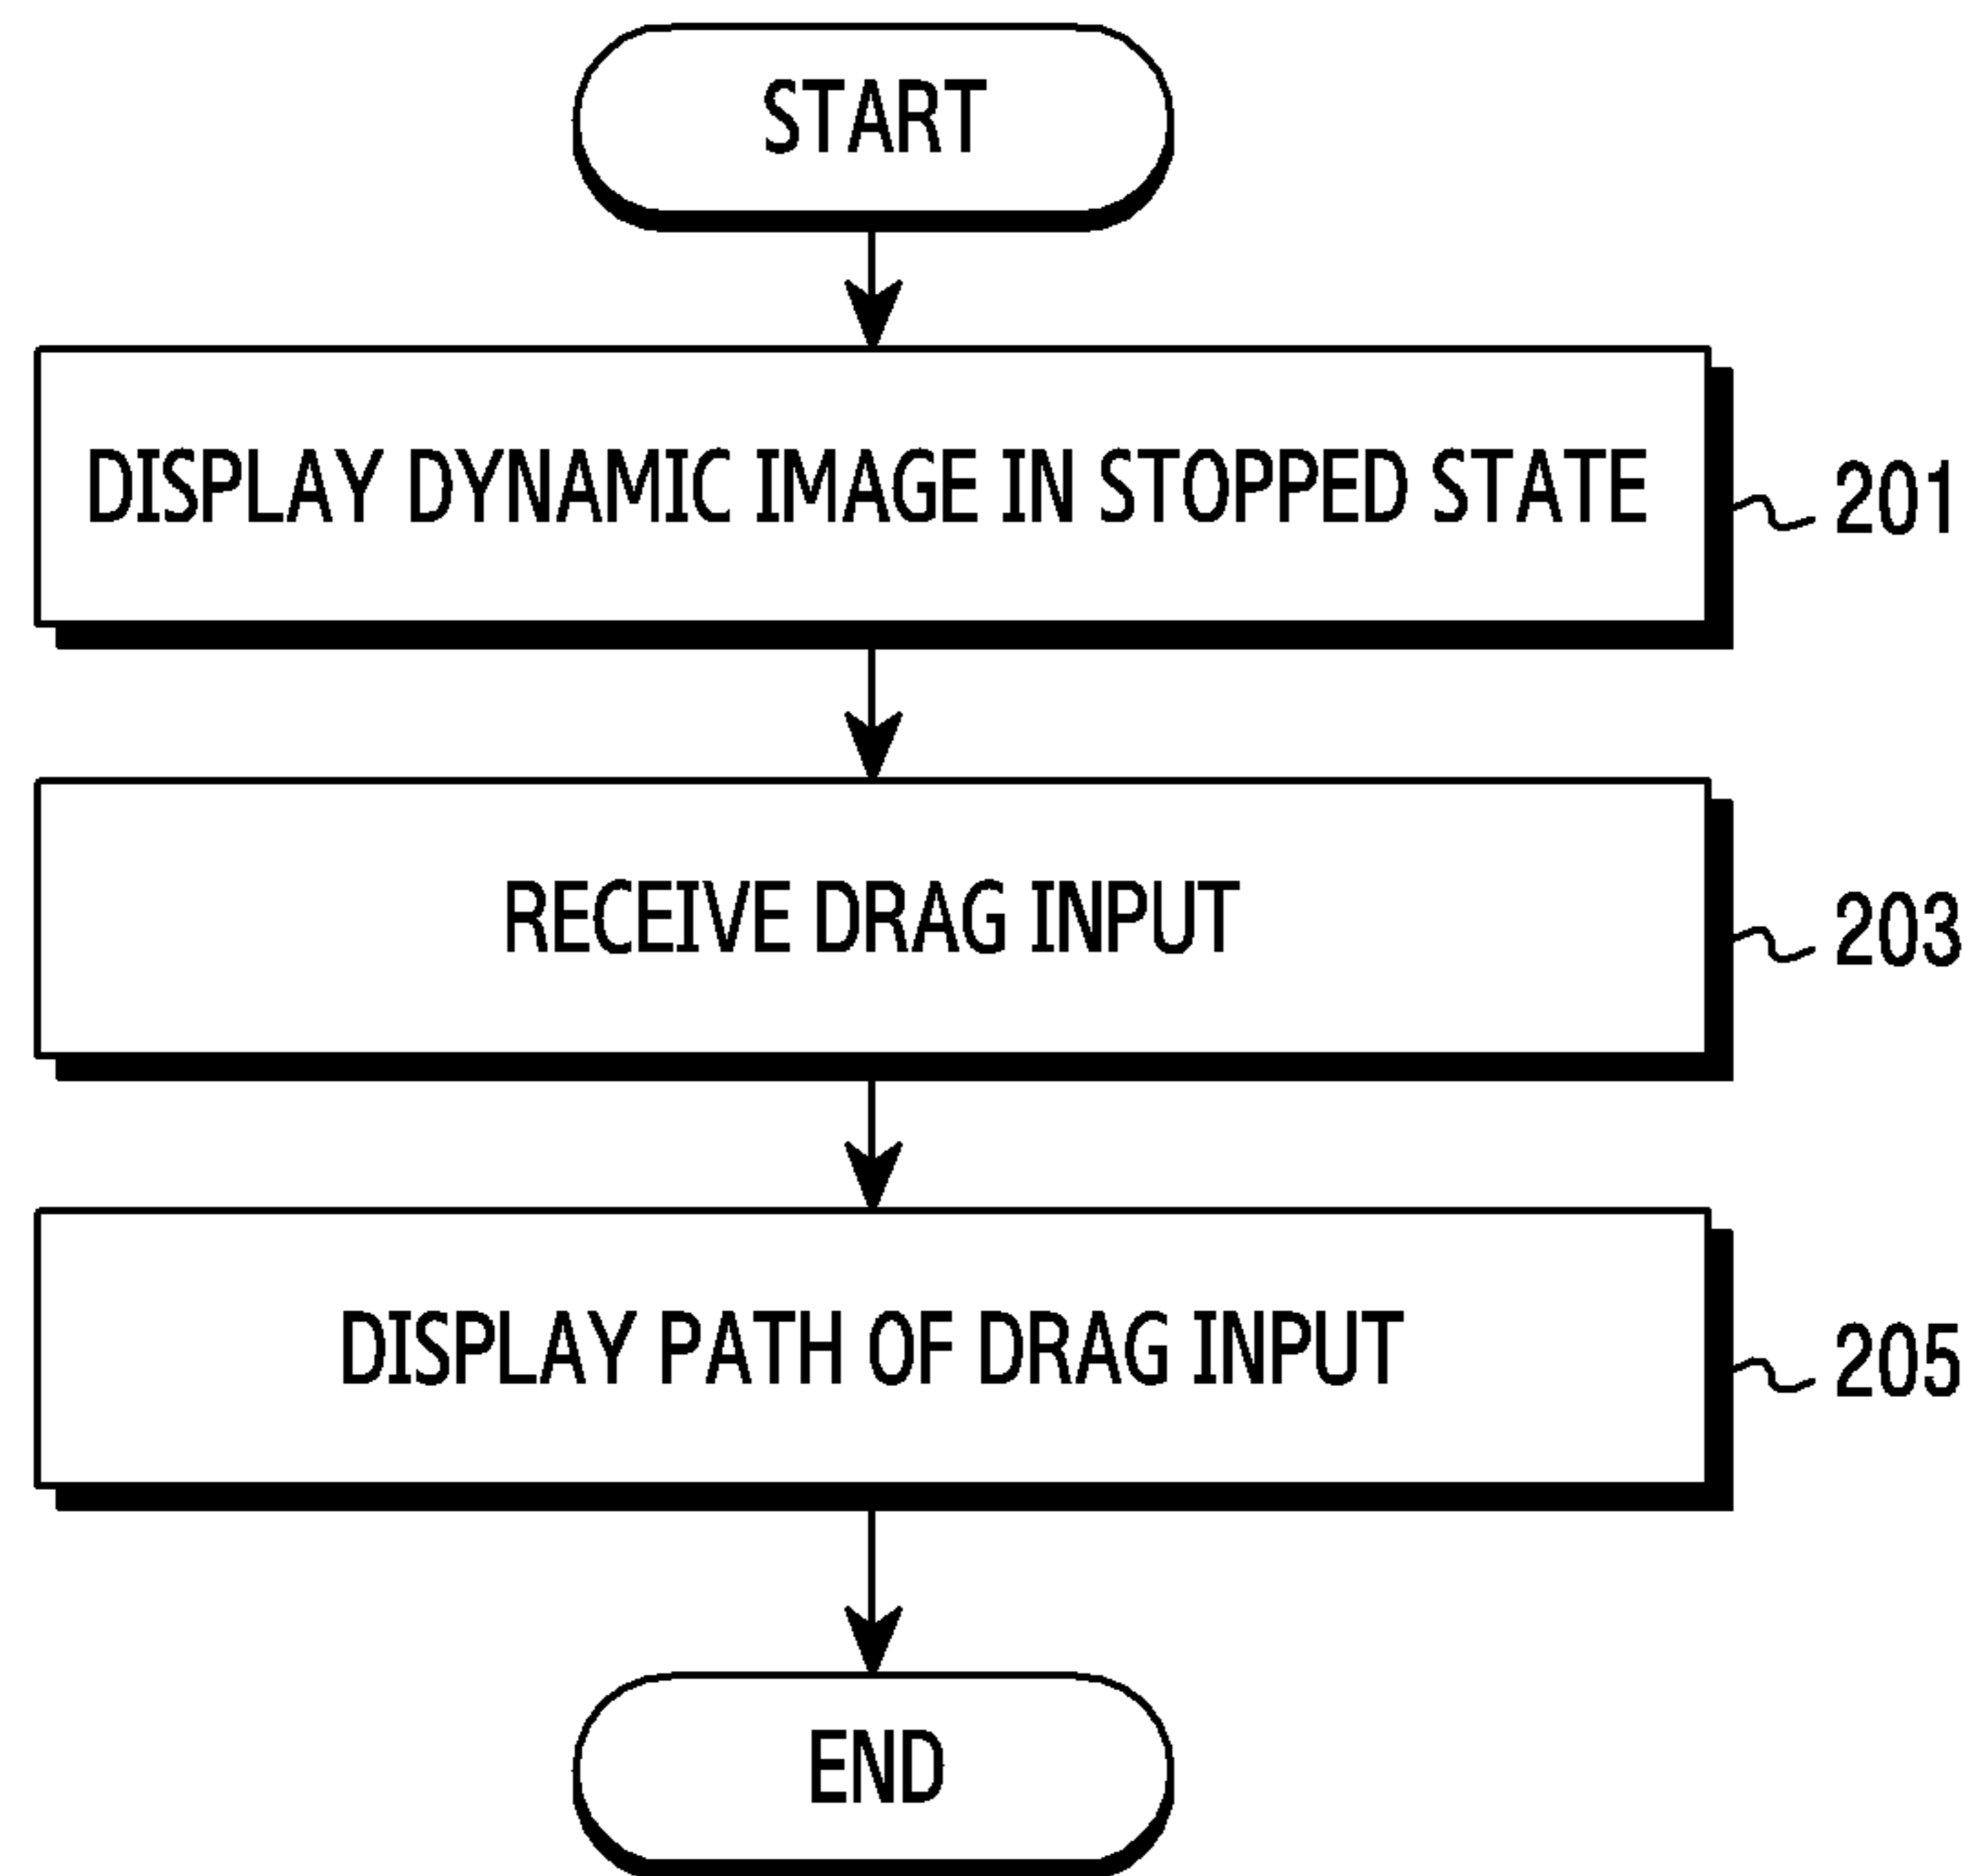 START
DISPLAY DYNAMIC IMAGE IN STOPPED STATE
201
RECEIVE DRAG INPUT
203
DISPLAY PATH OF DRAG INPUT
205
END